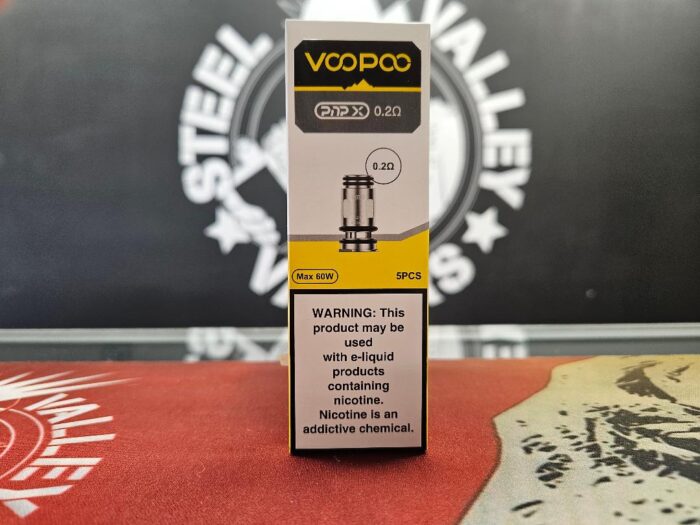 STEEL VALLEY
VOOPOO
PnP X 0.2Ω
0.2Ω
Max 60W
5PCS
WARNING: This
product may be
used
with e-liquid
products
containing
nicotine.
Nicotine is an
addictive chemical.
VALLEY